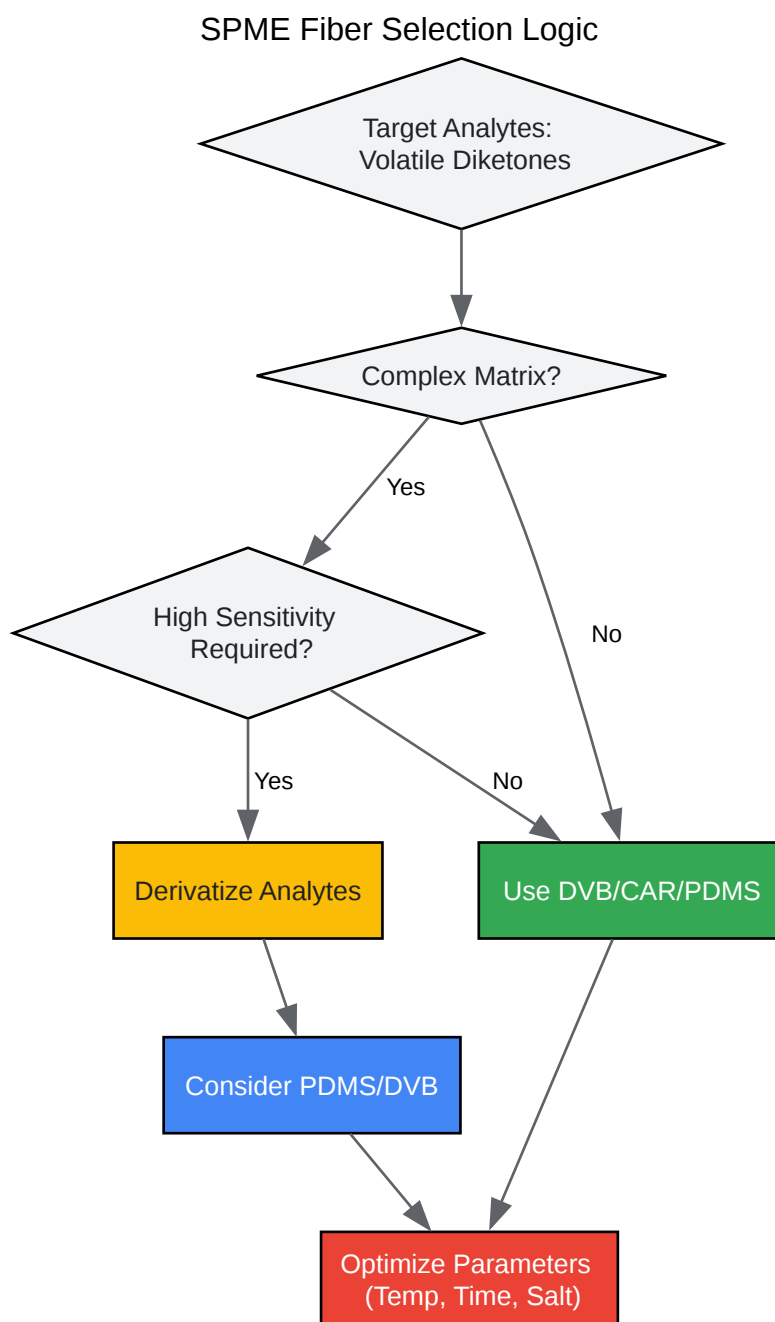 SPME Fiber Selection Logic
Target Analytes:
Volatile Diketones
Complex Matrix?
Yes
No
High Sensitivity
Required?
Yes
No
Derivatize Analytes
Use DVB/CAR/PDMS
Consider PDMS/DVB
Optimize Parameters
(Temp, Time, Salt)